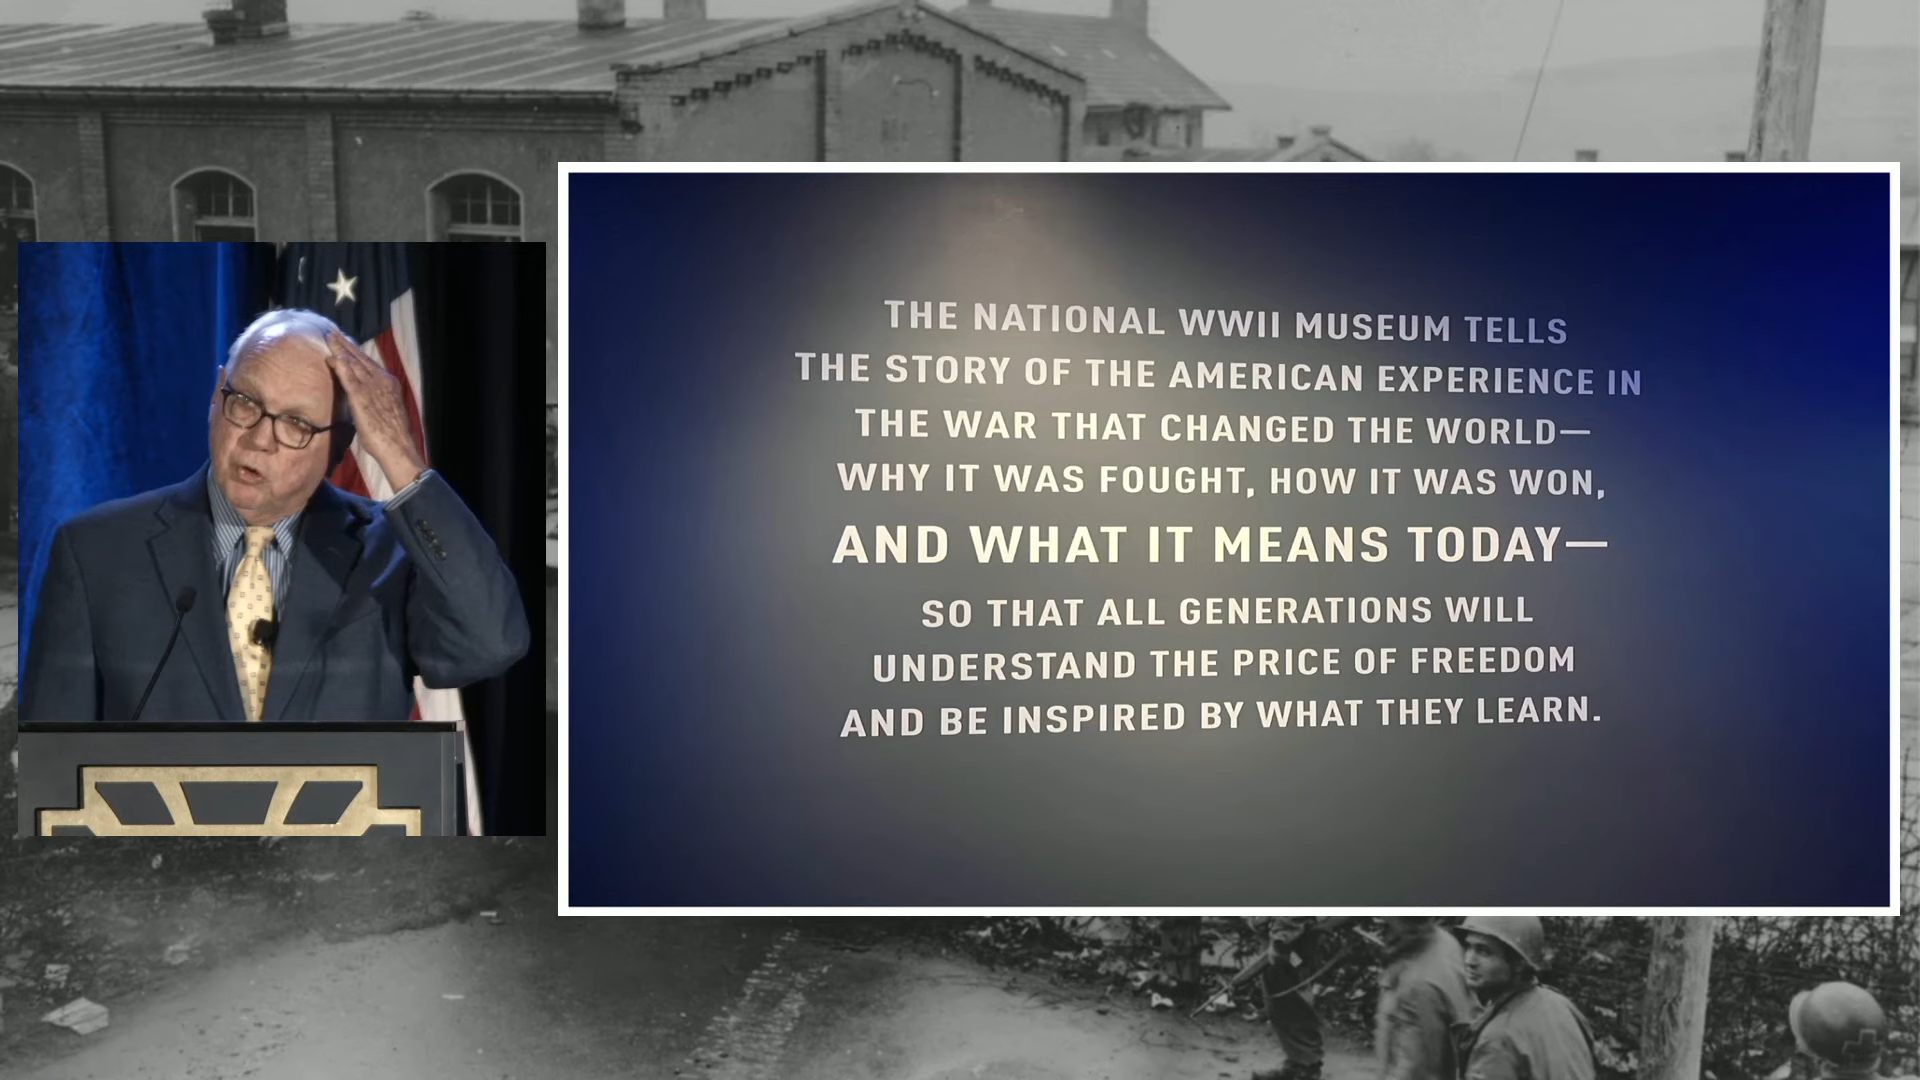 THE NATIONAL WWII MUSEUM TELLS
THE STORY OF THE AMERICAN EXPERIENCE IN
THE WAR THAT CHANGED THE WORLD—
WHY IT WAS FOUGHT, HOW IT WAS WON,
AND WHAT IT MEANS TODAY—
SO THAT ALL GENERATIONS WILL
UNDERSTAND THE PRICE OF FREEDOM
AND BE INSPIRED BY WHAT THEY LEARN.